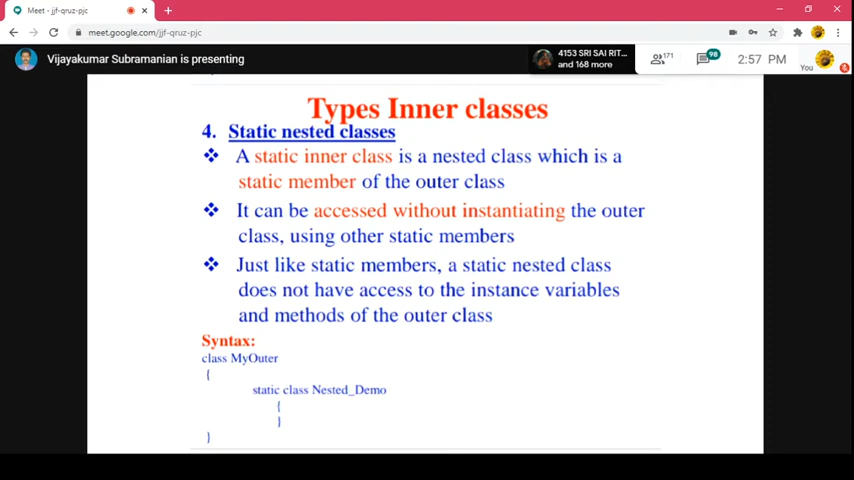 Meet - jjf-qruz-pjc
meet.google.com/jjf-qruz-pjc
Vijayakumar Subramanian is presenting
4153 SRI SAI RIT...
and 168 more
171
98
2:57 PM
You
Types Inner classes
4. Static nested classes
❖ A static inner class is a nested class which is a
static member of the outer class
❖ It can be accessed without instantiating the outer
class, using other static members
❖ Just like static members, a static nested class
does not have access to the instance variables
and methods of the outer class
Syntax:
class MyOuter
{
static class Nested_Demo
{
}
}